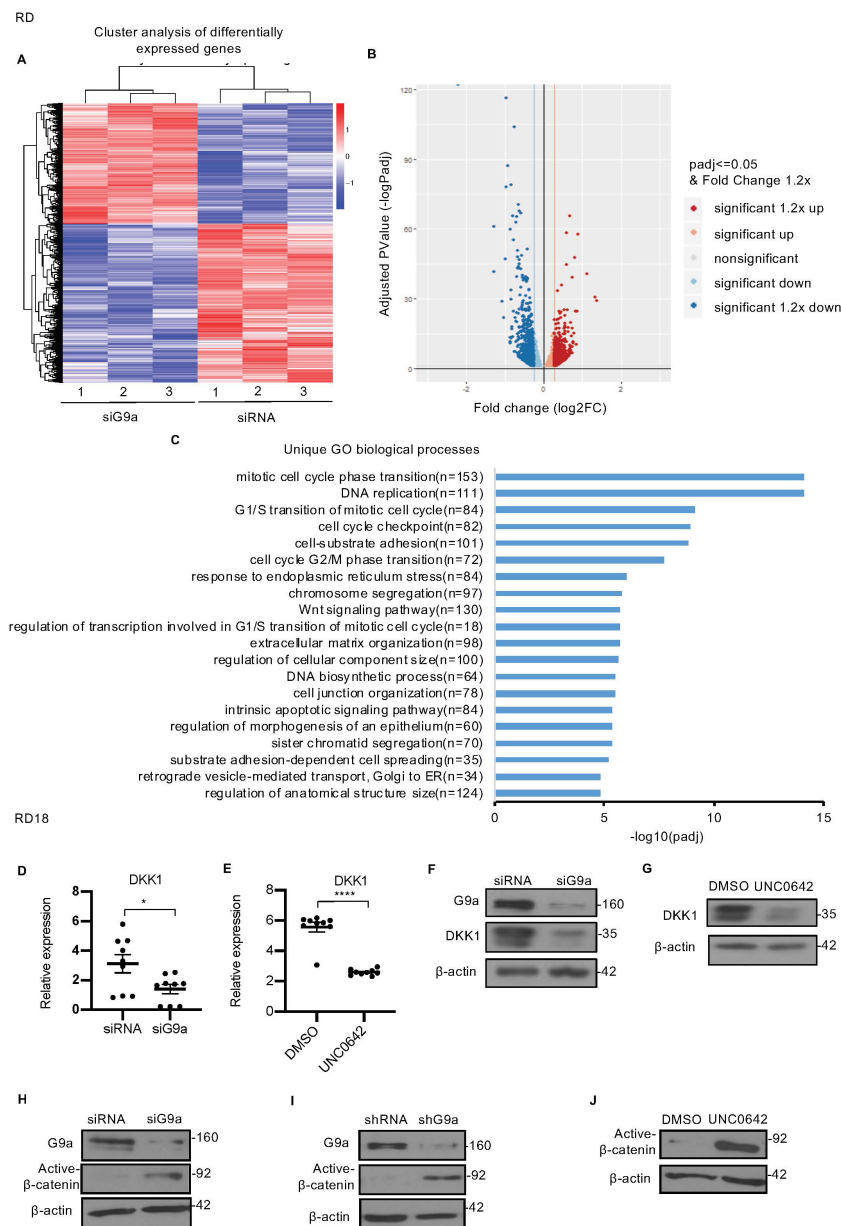 RD
Cluster analysis of differentially
expressed genes
A
1
0
-1
1 2 3 1 2 3
siG9a siRNA
B
Adjusted PValue (-logPadj)
120
90
60
30
0
-2 0 2
Fold change (log2FC)
padj<=0.05
& Fold Change 1.2x
significant 1.2x up
significant up
nonsignificant
significant down
significant 1.2x down
C
Unique GO biological processes
mitotic cell cycle phase transition(n=153)
DNA replication(n=111)
G1/S transition of mitotic cell cycle(n=84)
cell cycle checkpoint(n=82)
cell-substrate adhesion(n=101)
cell cycle G2/M phase transition(n=72)
response to endoplasmic reticulum stress(n=84)
chromosome segregation(n=97)
Wnt signaling pathway(n=130)
regulation of transcription involved in G1/S transition of mitotic cell cycle(n=18)
extracellular matrix organization(n=98)
regulation of cellular component size(n=100)
DNA biosynthetic process(n=64)
cell junction organization(n=78)
intrinsic apoptotic signaling pathway(n=84)
regulation of morphogenesis of an epithelium(n=60)
sister chromatid segregation(n=70)
substrate adhesion-dependent cell spreading(n=35)
retrograde vesicle-mediated transport, Golgi to ER(n=34)
regulation of anatomical structure size(n=124)
0 5 10 15
-log10(padj)
RD18
D
DKK1
*
Relative expression
8
6
4
2
0
siRNA siG9a
E
DKK1
****
Relative expression
8
6
4
2
0
DMSO UNC0642
F
siRNA siG9a
G9a -160
DKK1 -35
β-actin -42
G
DMSO UNC0642
DKK1 -35
β-actin -42
H
siRNA siG9a
G9a -160
Active-
β-catenin -92
β-actin -42
I
shRNA shG9a
G9a -160
Active-
β-catenin -92
β-actin -42
J
DMSO UNC0642
Active-
β-catenin -92
β-actin -42